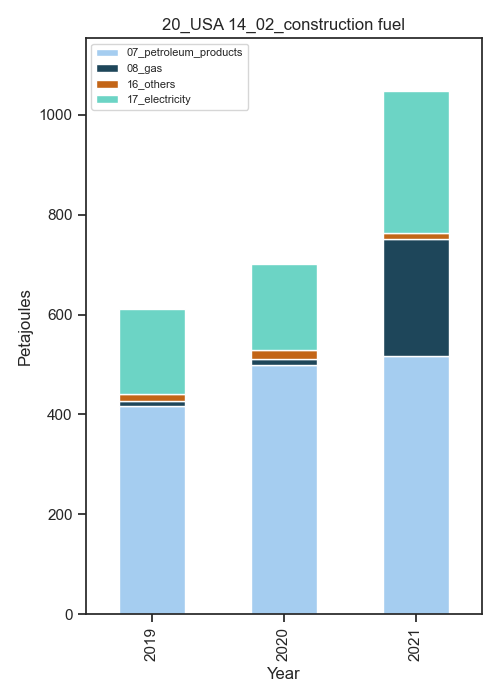 20_USA 14_02_construction fuel
07_petroleum_products
08_gas
16_others
17_electricity
1000
800
600
400
200
0
Petajoules
2019
2020
2021
Year